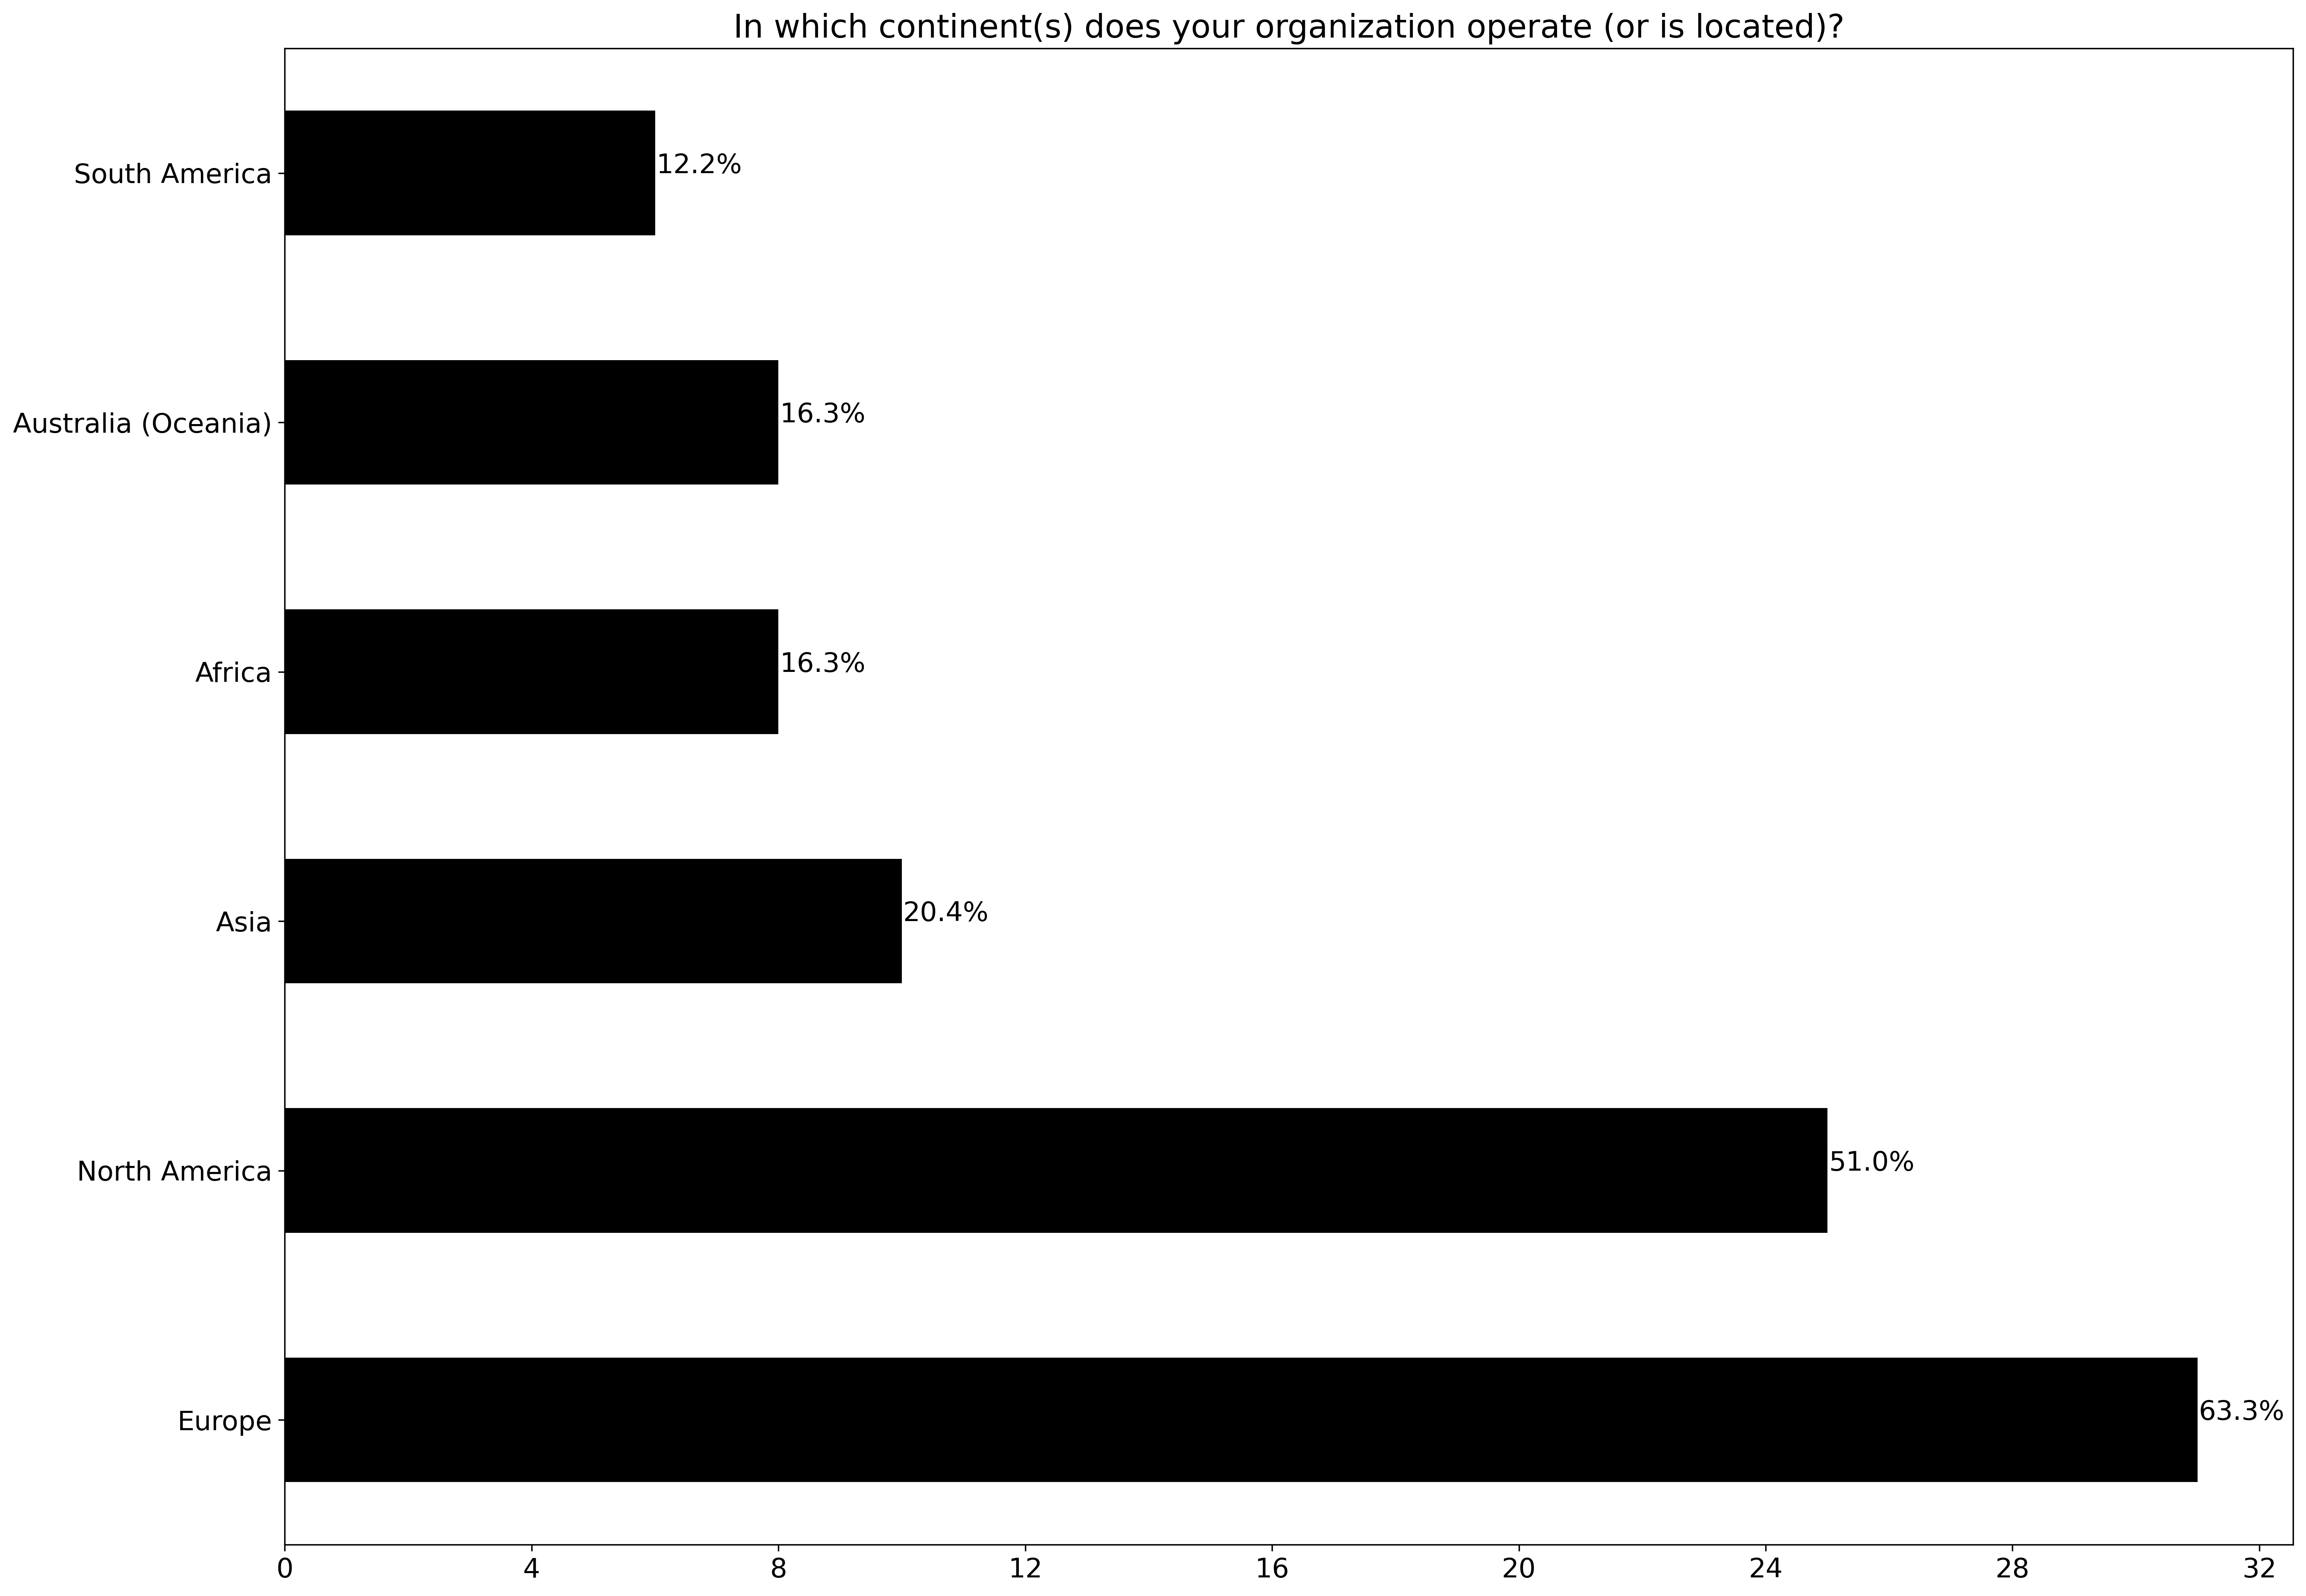 In which continent(s) does your organization operate (or is located)?
South America
12.2%
Australia (Oceania)
16.3%
Africa
16.3%
Asia
20.4%
North America
51.0%
Europe
63.3%
0 4 8 12 16 20 24 28 32